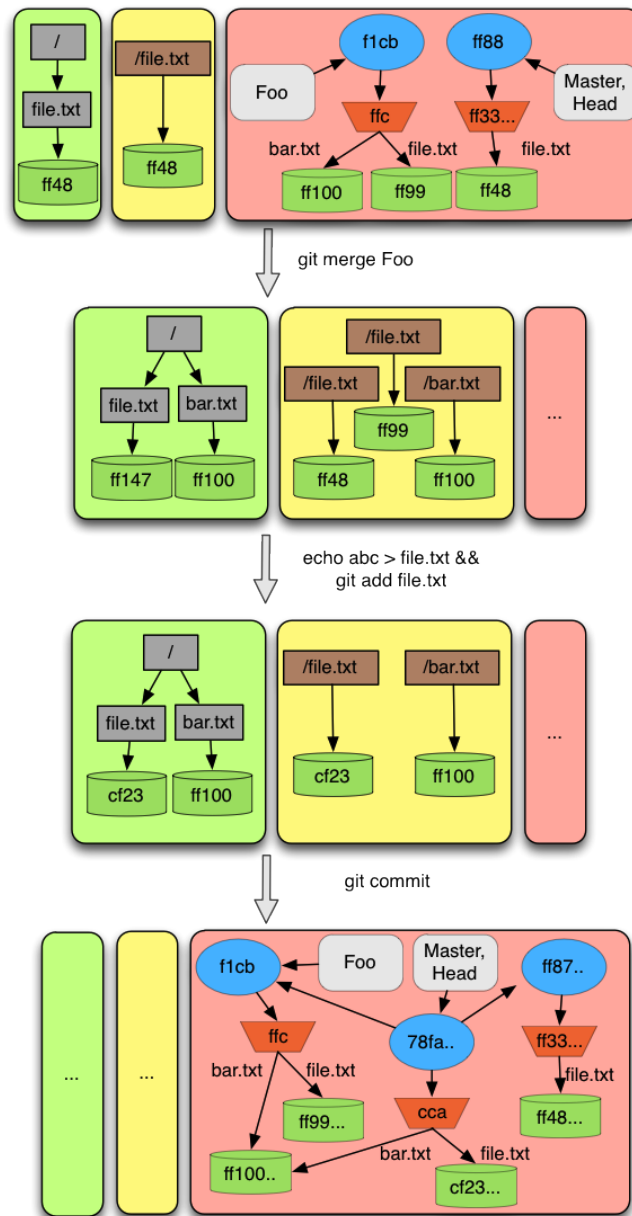 /
file.txt
ff48
/file.txt
ff48
f1cb
ff88
Foo
Master,
Head
ffc
ff33...
bar.txt
file.txt
file.txt
ff100
ff99
ff48
git merge Foo
/
file.txt
bar.txt
ff147
ff100
/file.txt
/file.txt
/bar.txt
ff99
ff48
ff100
...
echo abc > file.txt &&
git add file.txt
/
file.txt
bar.txt
cf23
ff100
/file.txt
/bar.txt
cf23
ff100
...
git commit
...
...
f1cb
Foo
Master,
Head
ff87..
ffc
78fa..
ff33...
bar.txt
file.txt
file.txt
ff99...
cca
ff48...
ff100..
bar.txt
file.txt
cf23...